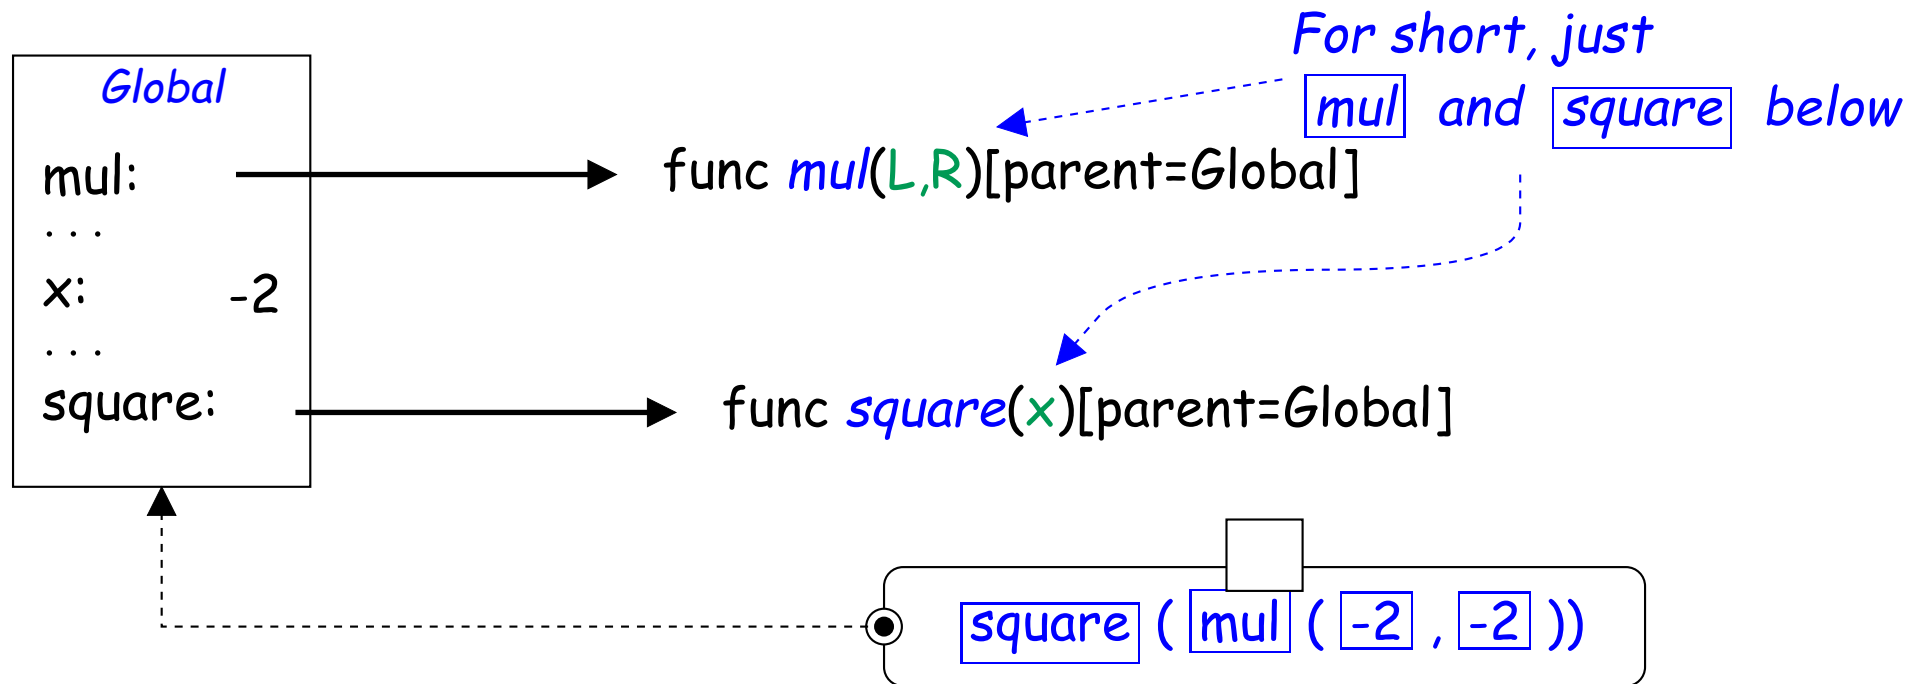 For short, just
mul and square below
Global
mul:
func mul(L,R)[parent=Global]
...
x: -2
...
square:
func square(x)[parent=Global]
square ( mul ( -2 , -2 ))